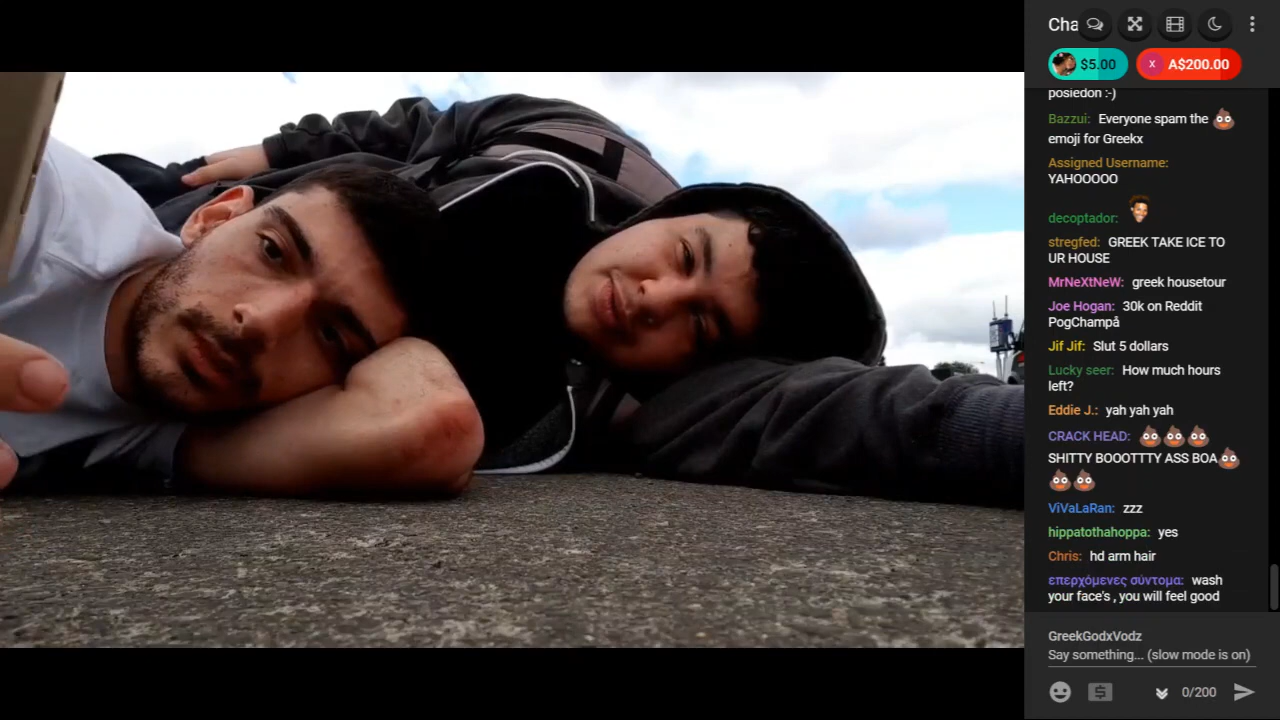 Cha
$5.00
X A$200.00
posiedon :-)
Bazzui: Everyone spam the
emoji for Greekx
Assigned Username:
YAHOOOOO
decoptador:
stregfed: GREEK TAKE ICE TO
UR HOUSE
MrNeXtNeW: greek housetour
Joe Hogan: 30k on Reddit
PogChampå
Jif Jif: Slut 5 dollars
Lucky seer: How much hours
left?
Eddie J.: yah yah yah
CRACK HEAD:
SHITTY BOOOTTTY ASS BOA
ViVaLaRan: zzz
hippatothahoppa: yes
Chris: hd arm hair
επερχόμενες σύντομα: wash
your face's , you will feel good
GreekGodxVodz
Say something... (slow mode is on)
0/200